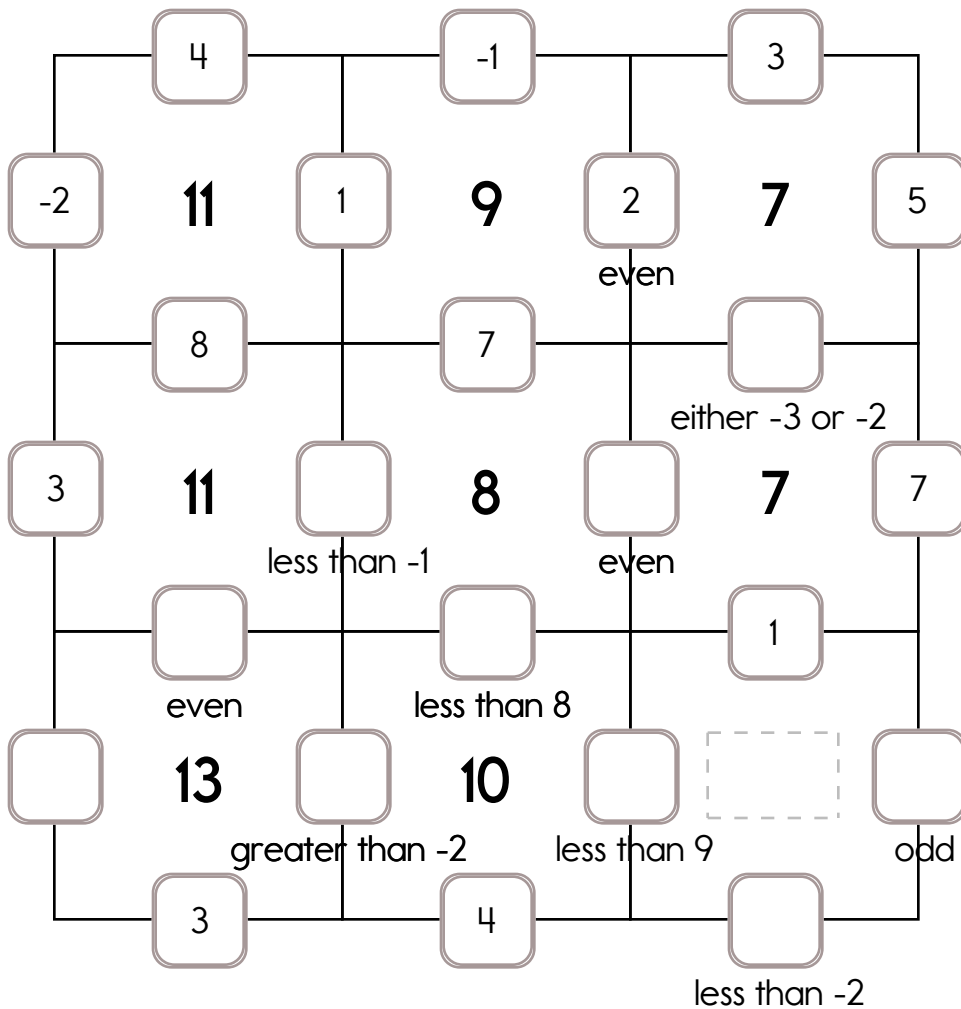 4 -1 3
-2 11 1 9 2 7 5
even
8 7
either -3 or -2
3 11 8 7 7
less than -1 even
1
even less than 8
13 10
greater than -2 less than 9 odd
3 4
less than -2